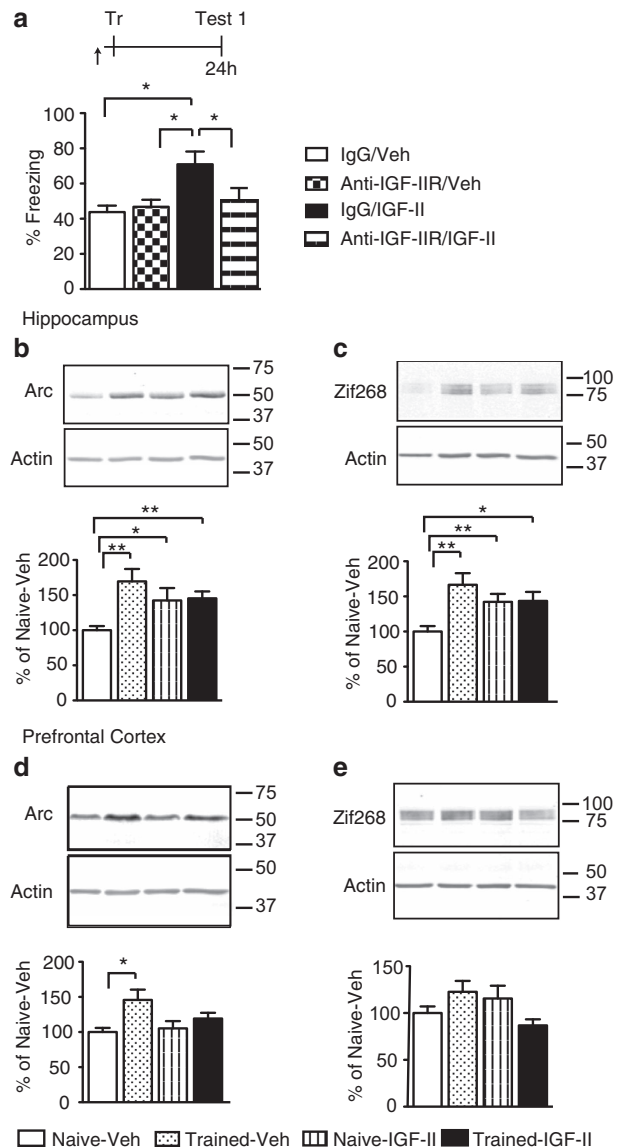 a
Tr Test 1
24h
* 
* *
100
80
60
40
20
0
% Freezing
IgG/Veh
Anti-IGF-IIR/Veh
IgG/IGF-II
Anti-IGF-IIR/IGF-II
Hippocampus
b
Arc
75
50
37
Actin
50
37
**
*
**
200
150
100
50
0
% of Naive-Veh
c
Zif268
100
75
Actin
50
37
*
**
**
200
150
100
50
0
% of Naive-Veh
Prefrontal Cortex
d
Arc
75
50
37
Actin
50
37
*
200
150
100
50
0
% of Naive-Veh
e
Zif268
100
75
Actin
50
37
150
100
50
0
% of Naive-Veh
Naive-Veh Trained-Veh Naive-IGF-II Trained-IGF-II